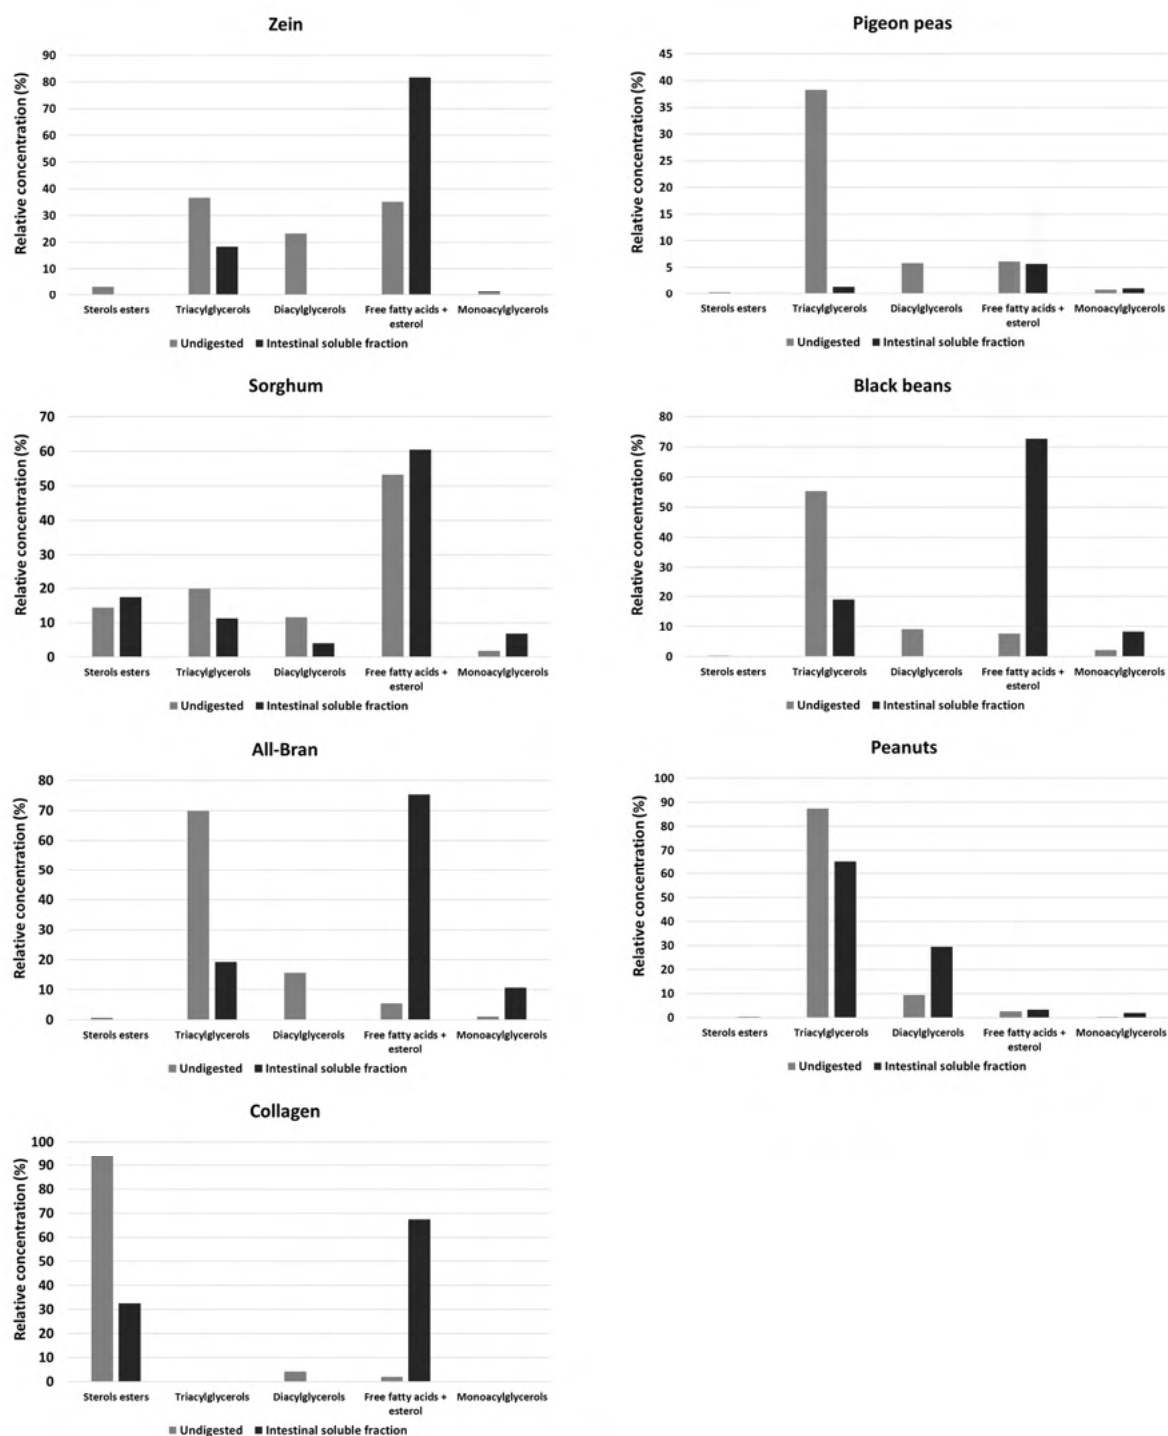 Zein
Relative concentration (%)
90
80
70
60
50
40
30
20
10
0
Sterols esters Triacylglycerols Diacylglycerols Free fatty acids + Monoacylglycerols
esterol
Undigested Intestinal soluble fraction
Pigeon peas
Relative concentration (%)
45
40
35
30
25
20
15
10
5
0
Sterols esters Triacylglycerols Diacylglycerols Free fatty acids + Monoacylglycerols
esterol
Undigested Intestinal soluble fraction
Sorghum
Relative concentration (%)
70
60
50
40
30
20
10
0
Sterols esters Triacylglycerols Diacylglycerols Free fatty acids + Monoacylglycerols
esterol
Undigested Intestinal soluble fraction
Black beans
Relative concentration (%)
80
70
60
50
40
30
20
10
0
Sterols esters Triacylglycerols Diacylglycerols Free fatty acids + Monoacylglycerols
esterol
Undigested Intestinal soluble fraction
All-Bran
Relative concentration (%)
80
70
60
50
40
30
20
10
0
Sterols esters Triacylglycerols Diacylglycerols Free fatty acids + Monoacylglycerols
esterol
Undigested Intestinal soluble fraction
Peanuts
Relative concentration (%)
100
90
80
70
60
50
40
30
20
10
0
Sterols esters Triacylglycerols Diacylglycerols Free fatty acids + Monoacylglycerols
esterol
Undigested Intestinal soluble fraction
Collagen
Relative concentration (%)
100
90
80
70
60
50
40
30
20
10
0
Sterols esters Triacylglycerols Diacylglycerols Free fatty acids + Monoacylglycerols
esterol
Undigested Intestinal soluble fraction